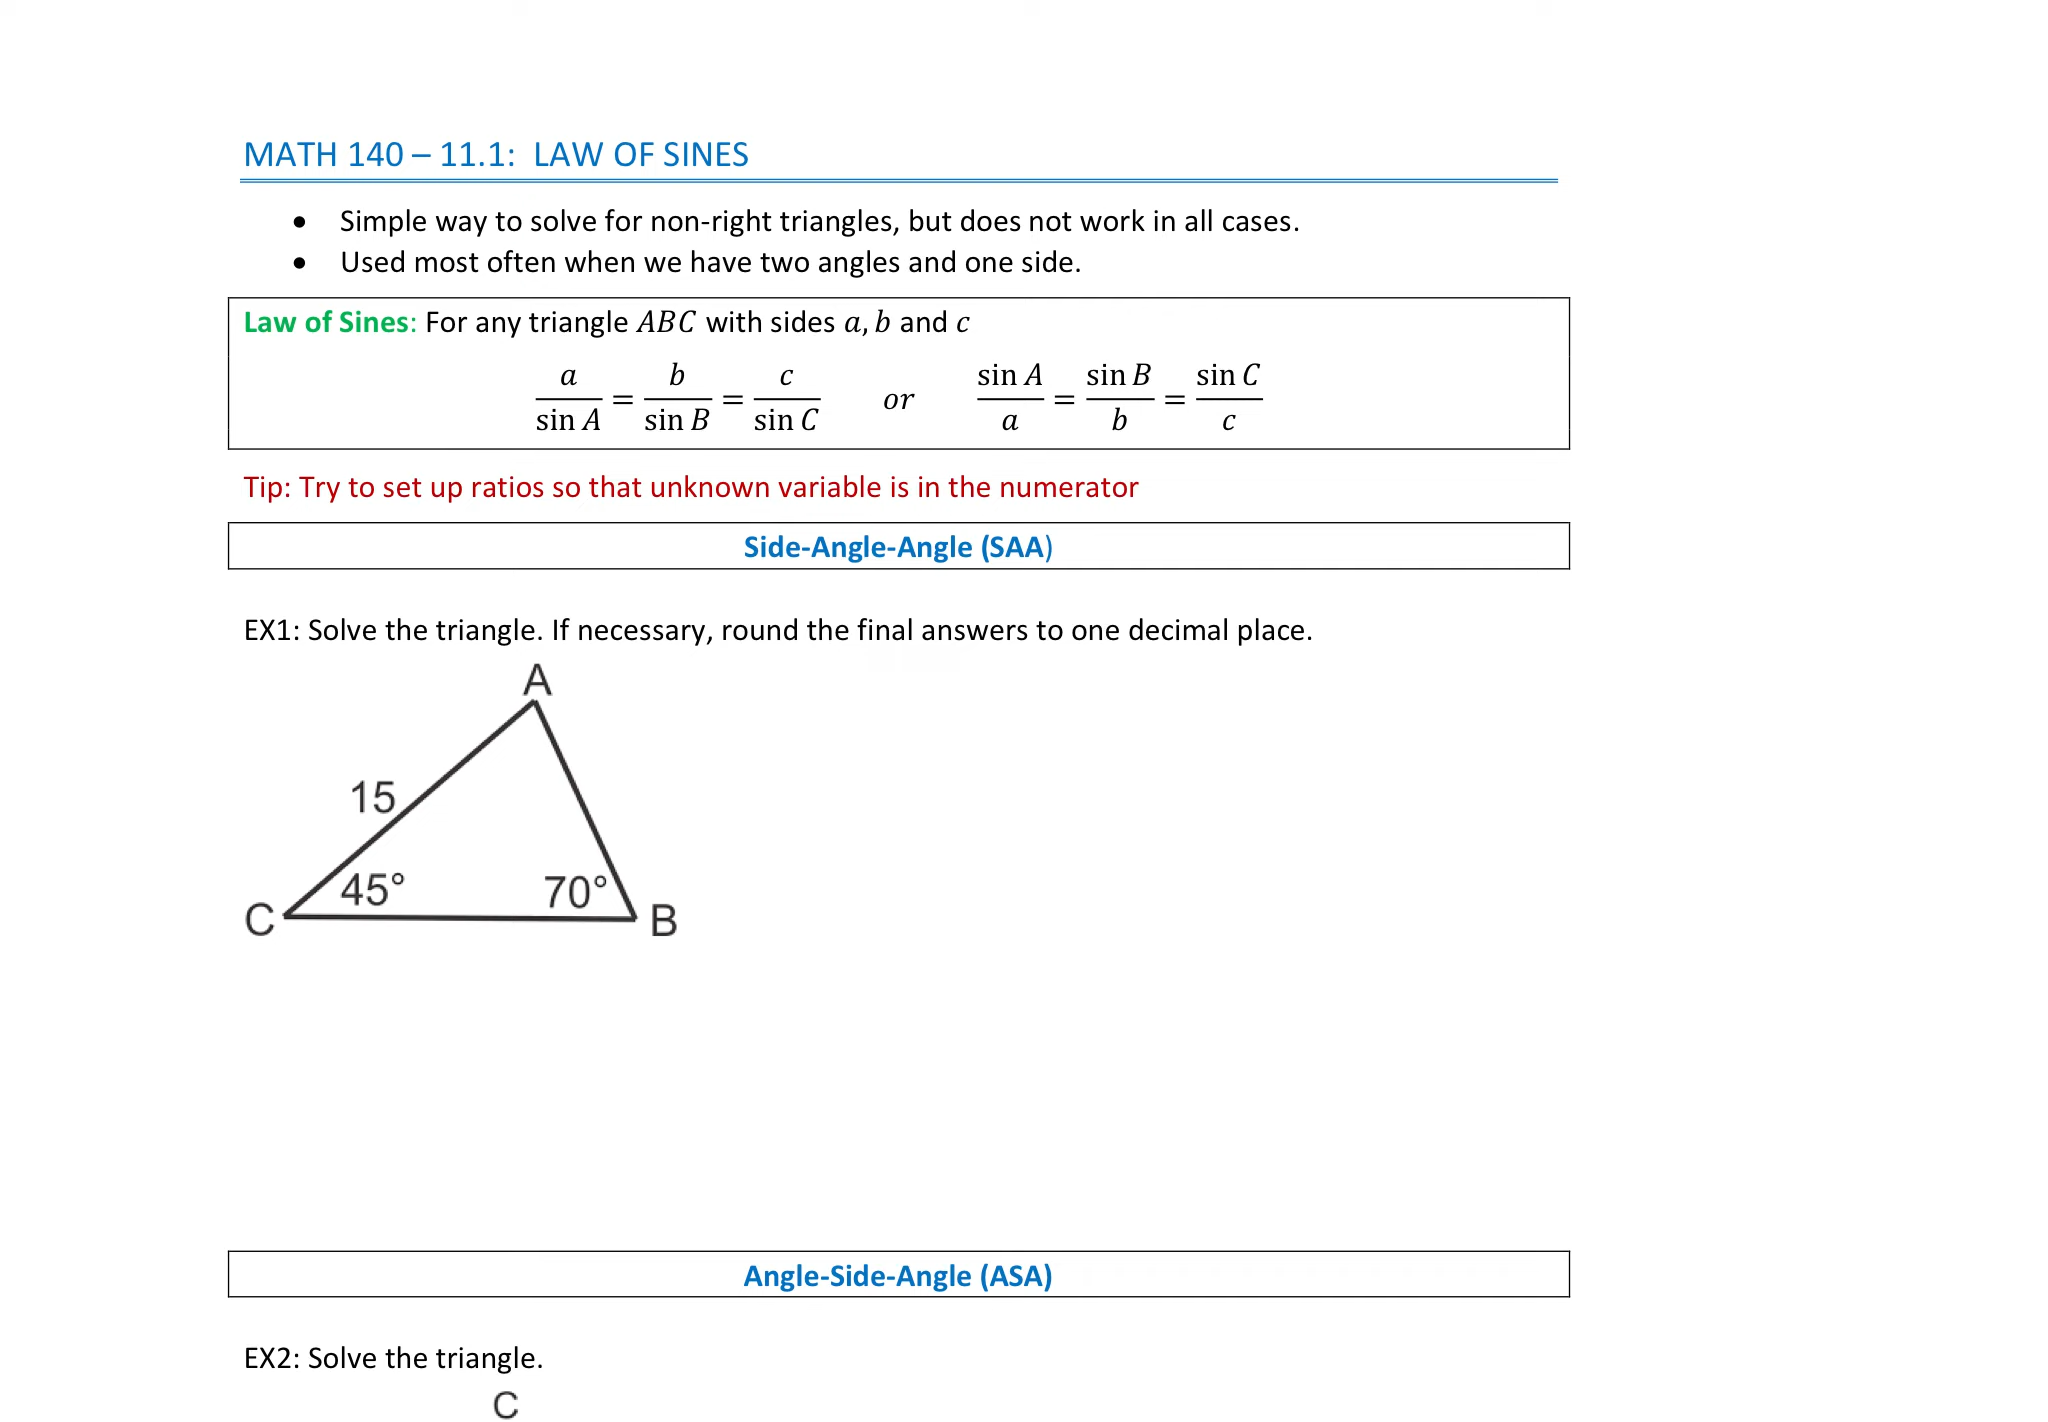 MATH 140 – 11.1:  LAW OF SINES
• Simple way to solve for non-right triangles, but does not work in all cases.
• Used most often when we have two angles and one side.
Law of Sines: For any triangle 𝐴𝐵𝐶 with sides 𝑎, 𝑏 and 𝑐
a/sin A = b/sin B = c/sin C or sin A/a = sin B/b = sin C/c
Tip: Try to set up ratios so that unknown variable is in the numerator
Side-Angle-Angle (SAA)
EX1: Solve the triangle. If necessary, round the final answers to one decimal place.
A
15
45° 70°
C B
Angle-Side-Angle (ASA)
EX2: Solve the triangle.
C